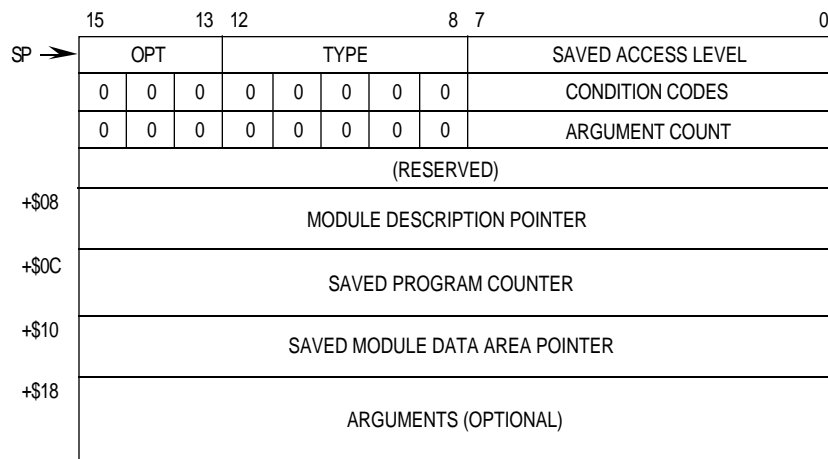 15 13 12 8 7 0
SP OPT TYPE SAVED ACCESS LEVEL
0 0 0 0 0 0 0 0 CONDITION CODES
0 0 0 0 0 0 0 0 ARGUMENT COUNT
(RESERVED)
+$08
MODULE DESCRIPTION POINTER
+$0C
SAVED PROGRAM COUNTER
+$10
SAVED MODULE DATA AREA POINTER
+$18
ARGUMENTS (OPTIONAL)